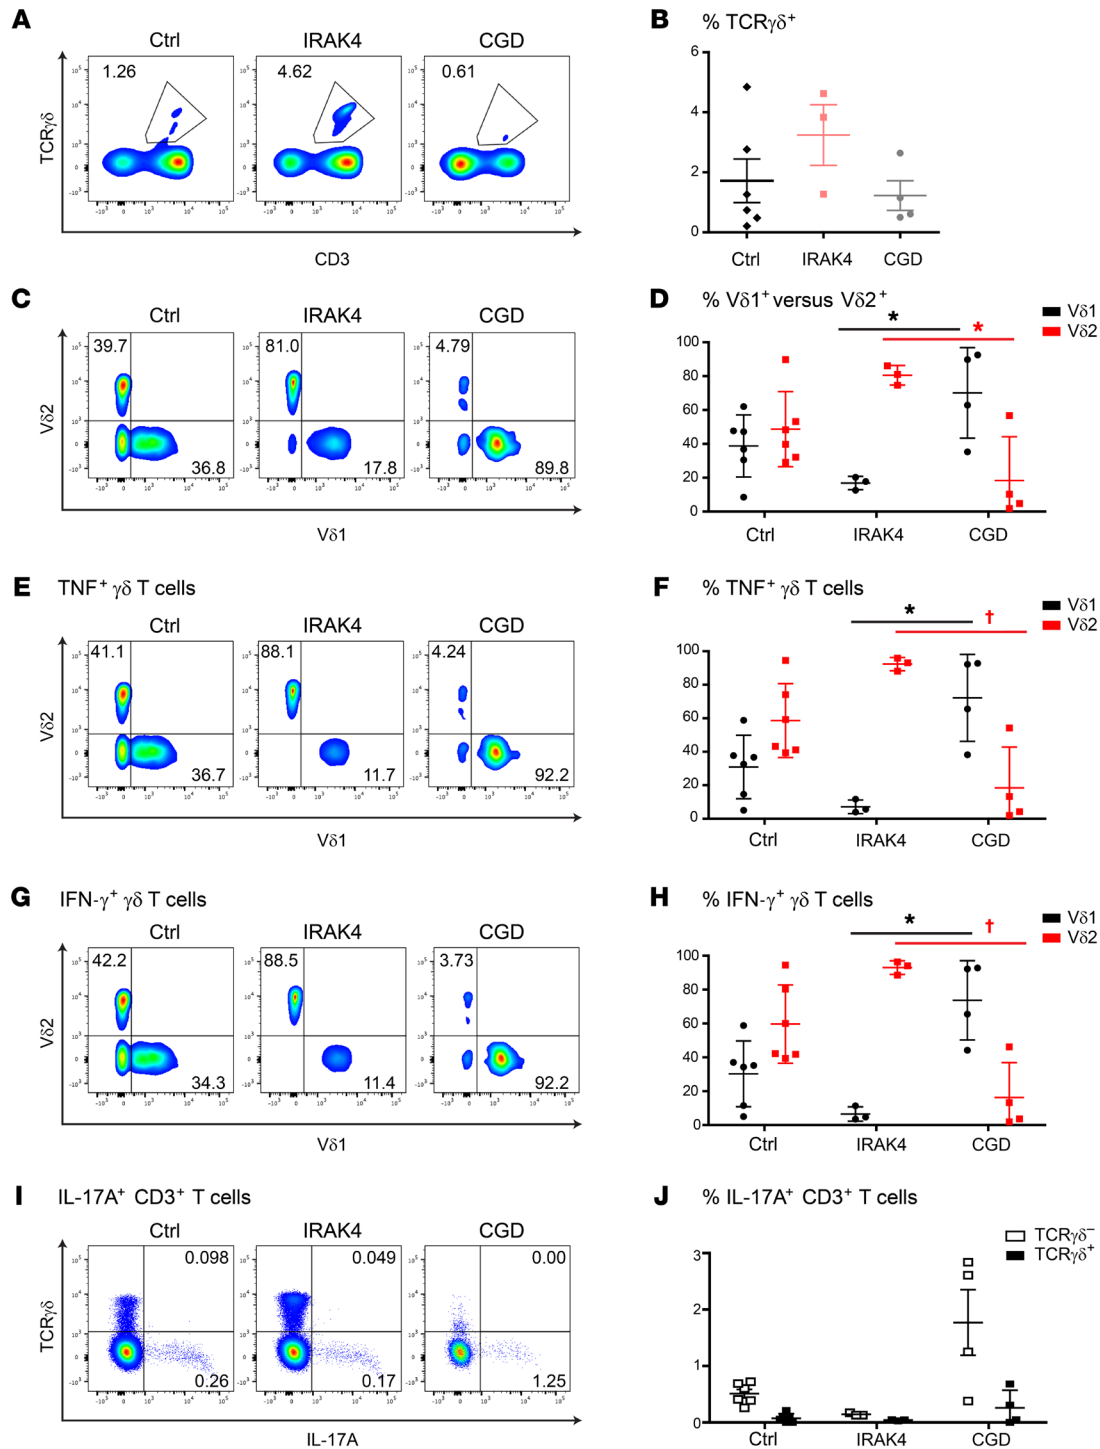 A
Ctrl
IRAK4
CGD
1.26
4.62
0.61
TCRγδ
CD3
B % TCRγδ+
6
4
2
0
Ctrl
IRAK4
CGD
C
Ctrl
IRAK4
CGD
39.7
81.0
4.79
36.8
17.8
89.8
Vδ2
Vδ1
D % Vδ1+ versus Vδ2+
Vδ1
Vδ2
*
*
100
80
60
40
20
0
Ctrl
IRAK4
CGD
E TNF+ γδ T cells
Ctrl
IRAK4
CGD
41.1
88.1
4.24
36.7
11.7
92.2
Vδ2
Vδ1
F % TNF+ γδ T cells
Vδ1
Vδ2
*
†
100
80
60
40
20
0
Ctrl
IRAK4
CGD
G IFN-γ+ γδ T cells
Ctrl
IRAK4
CGD
42.2
88.5
3.73
34.3
11.4
92.2
Vδ2
Vδ1
H % IFN-γ+ γδ T cells
Vδ1
Vδ2
*
†
100
80
60
40
20
0
Ctrl
IRAK4
CGD
I IL-17A+ CD3+ T cells
Ctrl
IRAK4
CGD
0.098
0.049
0.00
0.26
0.17
1.25
TCRγδ
IL-17A
J % IL-17A+ CD3+ T cells
TCRγδ−
TCRγδ+
3
2
1
0
Ctrl
IRAK4
CGD